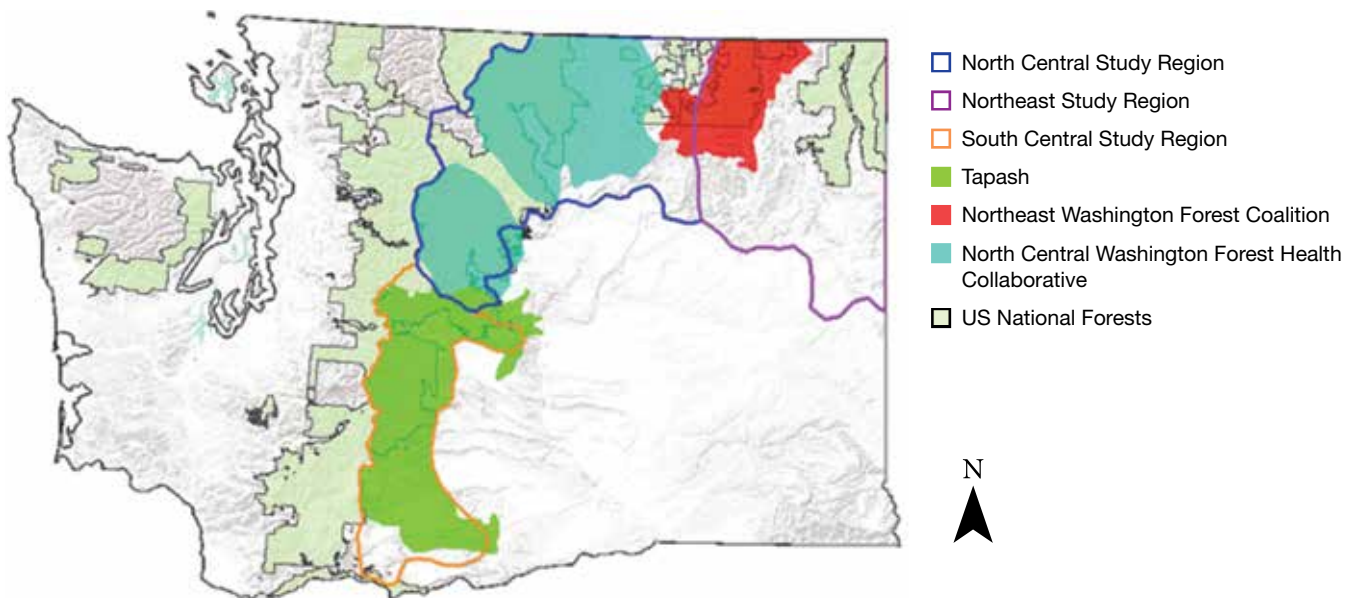 North Central Study Region
Northeast Study Region
South Central Study Region
Tapash
Northeast Washington Forest Coalition
North Central Washington Forest Health
Collaborative
US National Forests
N